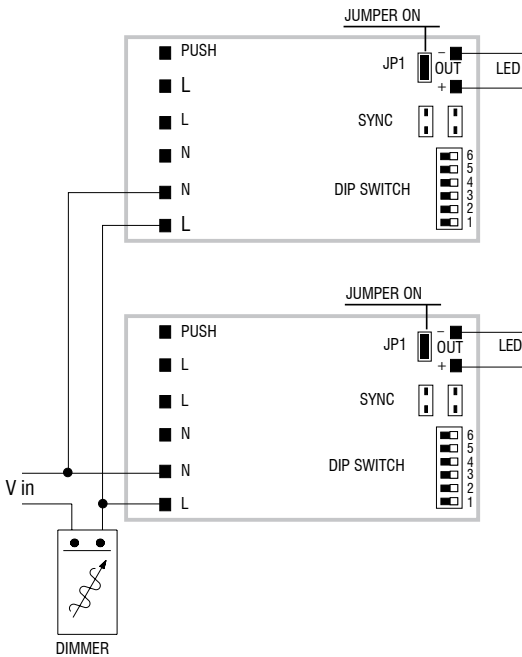 JUMPER ON
PUSH
JP1
−
OUT
LED
+
L
L
SYNC
N
6
5
4
3
2
1
DIP SWITCH
N
L
JUMPER ON
PUSH
JP1
−
OUT
LED
+
L
L
SYNC
N
6
5
4
3
2
1
DIP SWITCH
N
L
V in
DIMMER